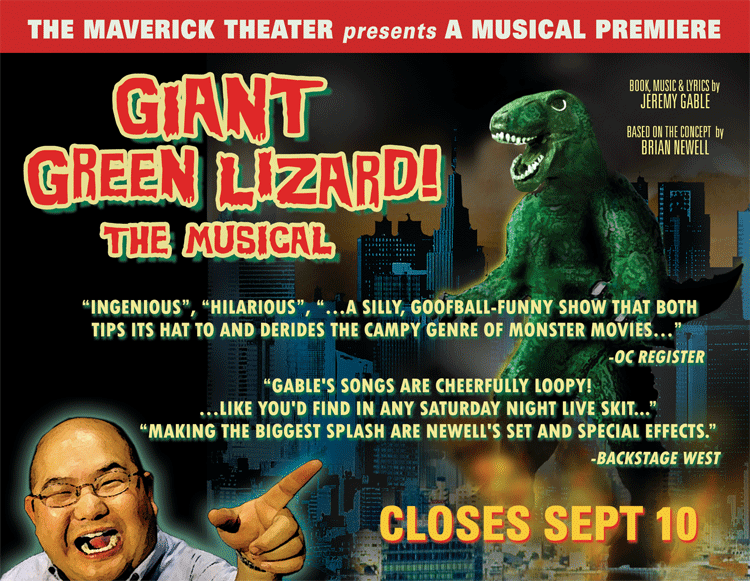 THE MAVERICK THEATER presents A MUSICAL PREMIERE
GIANT
GREEN LIZARD!
THE MUSICAL
BOOK, MUSIC & LYRICS by
JEREMY GABLE
BASED ON THE CONCEPT by
BRIAN NEWELL
“INGENIOUS”, “HILARIOUS”, “...A SILLY, GOOFBALL-FUNNY SHOW THAT BOTH
TIPS ITS HAT TO AND DERIDES THE CAMPY GENRE OF MONSTER MOVIES...”
-OC REGISTER
“GABLE'S SONGS ARE CHEERFULLY LOOPY!
...LIKE YOU'D FIND IN ANY SATURDAY NIGHT LIVE SKIT...”
“MAKING THE BIGGEST SPLASH ARE NEWELL'S SET AND SPECIAL EFFECTS.”
-BACKSTAGE WEST
CLOSES SEPT 10